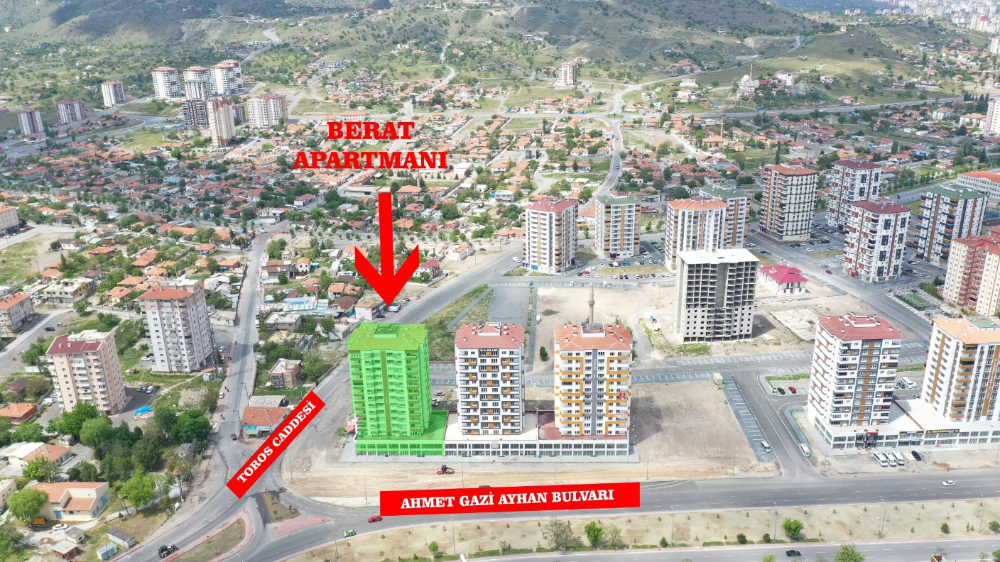 BERAT
APARTMANI
TOROS CADDESİ
AHMET GAZİ AYHAN BULVARI